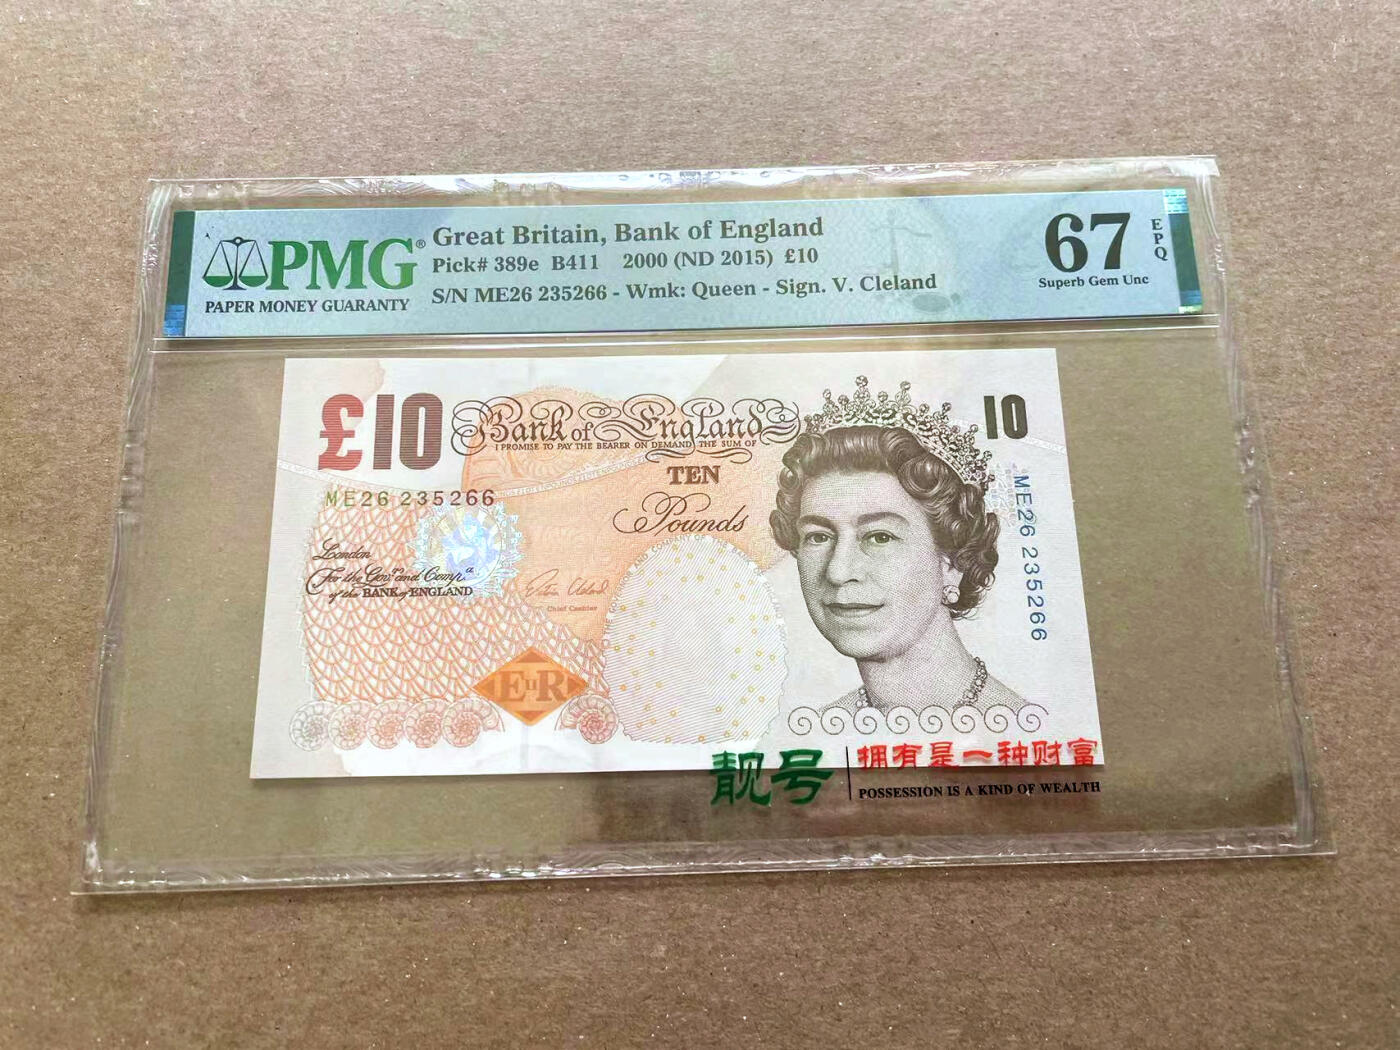 PMG®
PAPER MONEY GUARANTY
Great Britain, Bank of England
Pick# 389e B411 2000 (ND 2015) £10
S/N ME26 235266 - Wmk: Queen - Sign. V. Cleland
67
EPQ
Superb Gem Unc
£10
Bank of England
10
I PROMISE TO PAY THE BEARER ON DEMAND THE SUM OF
TEN
Pounds
ME26 235266
ME26 235266
London
For the Govr. and Compa.
of the BANK of ENGLAND
Chief Cashier
EIIR
靓号
拥有是一种财富
POSSESSION IS A KIND OF WEALTH